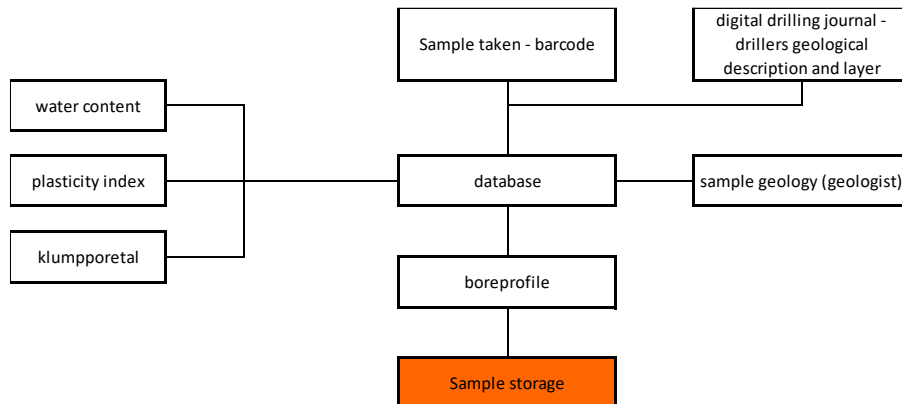 Sample taken - barcode
digital drilling journal -
drillers geological
description and layer
water content
plasticity index
database
sample geology (geologist)
klumpporetal
boreprofile
Sample storage